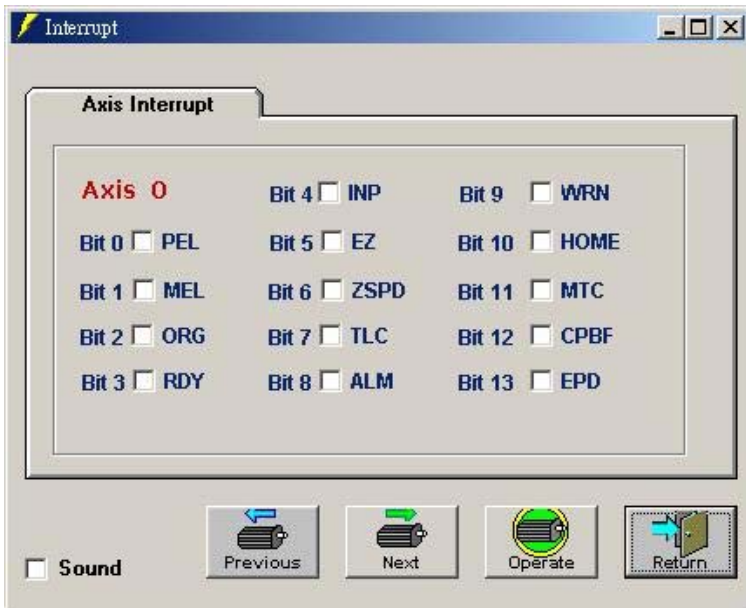 Interrupt
Axis Interrupt
Axis 0
Bit 0 PEL
Bit 1 MEL
Bit 2 ORG
Bit 3 RDY
Bit 4 INP
Bit 5 EZ
Bit 6 ZSPD
Bit 7 TLC
Bit 8 ALM
Bit 9 WRN
Bit 10 HOME
Bit 11 MTC
Bit 12 CPBF
Bit 13 EPD
Sound
Previous
Next
Operate
Return